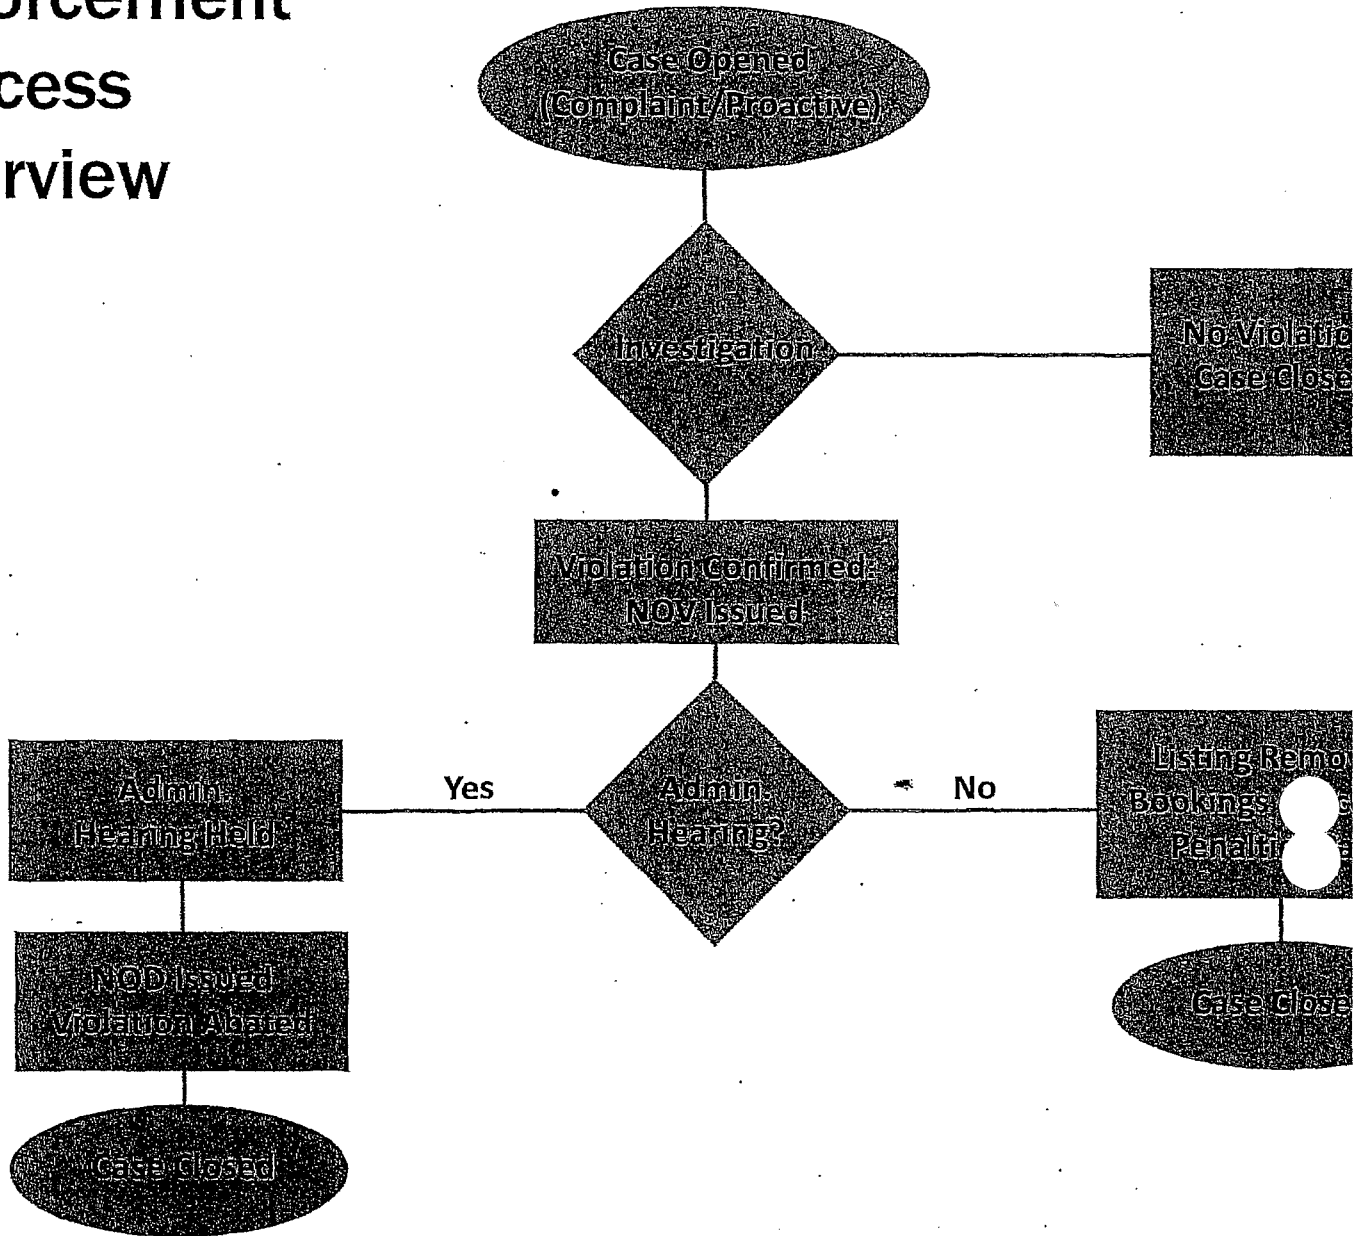 orcement
cess
rview
Case Opened
(Complaint/Proactive)
Investigation
No Violatio
Case Close
Violation Confirmed:
NOV Issued
Admin.
Hearing Held
Yes
Admin.
Hearing?
No
Listing Remo
Bookings
Penalti
NOD Issued
Violation Abated
Case Closed
Case Close